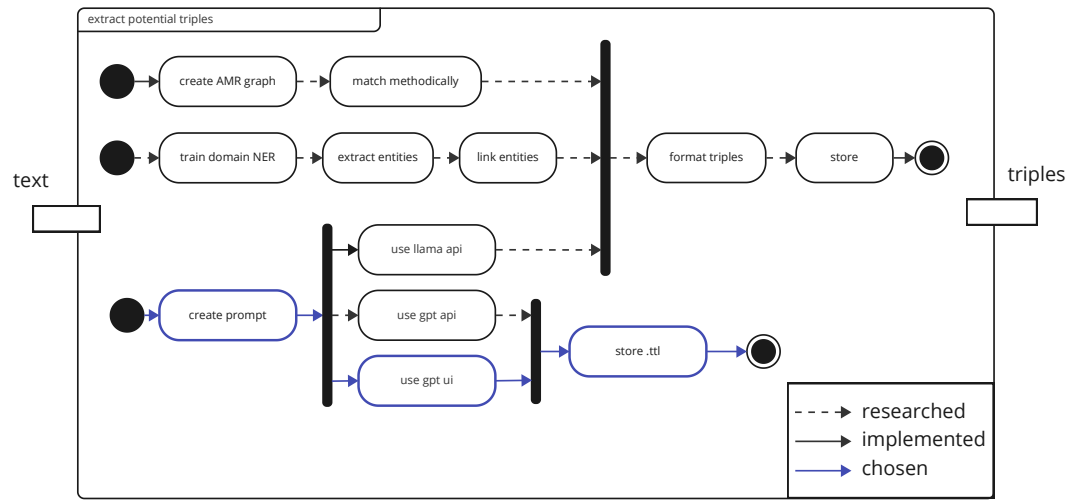 extract potential triples
create AMR graph
match methodically
train domain NER
extract entities
link entities
format triples
store
text
triples
use llama api
create prompt
use gpt api
store .ttl
use gpt ui
researched
implemented
chosen